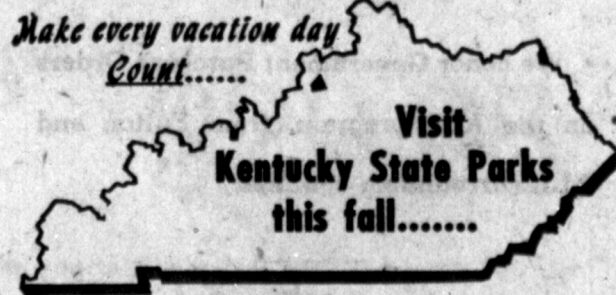 Make every vacation day
Count......
Visit
Kentucky State Parks
this fall.......